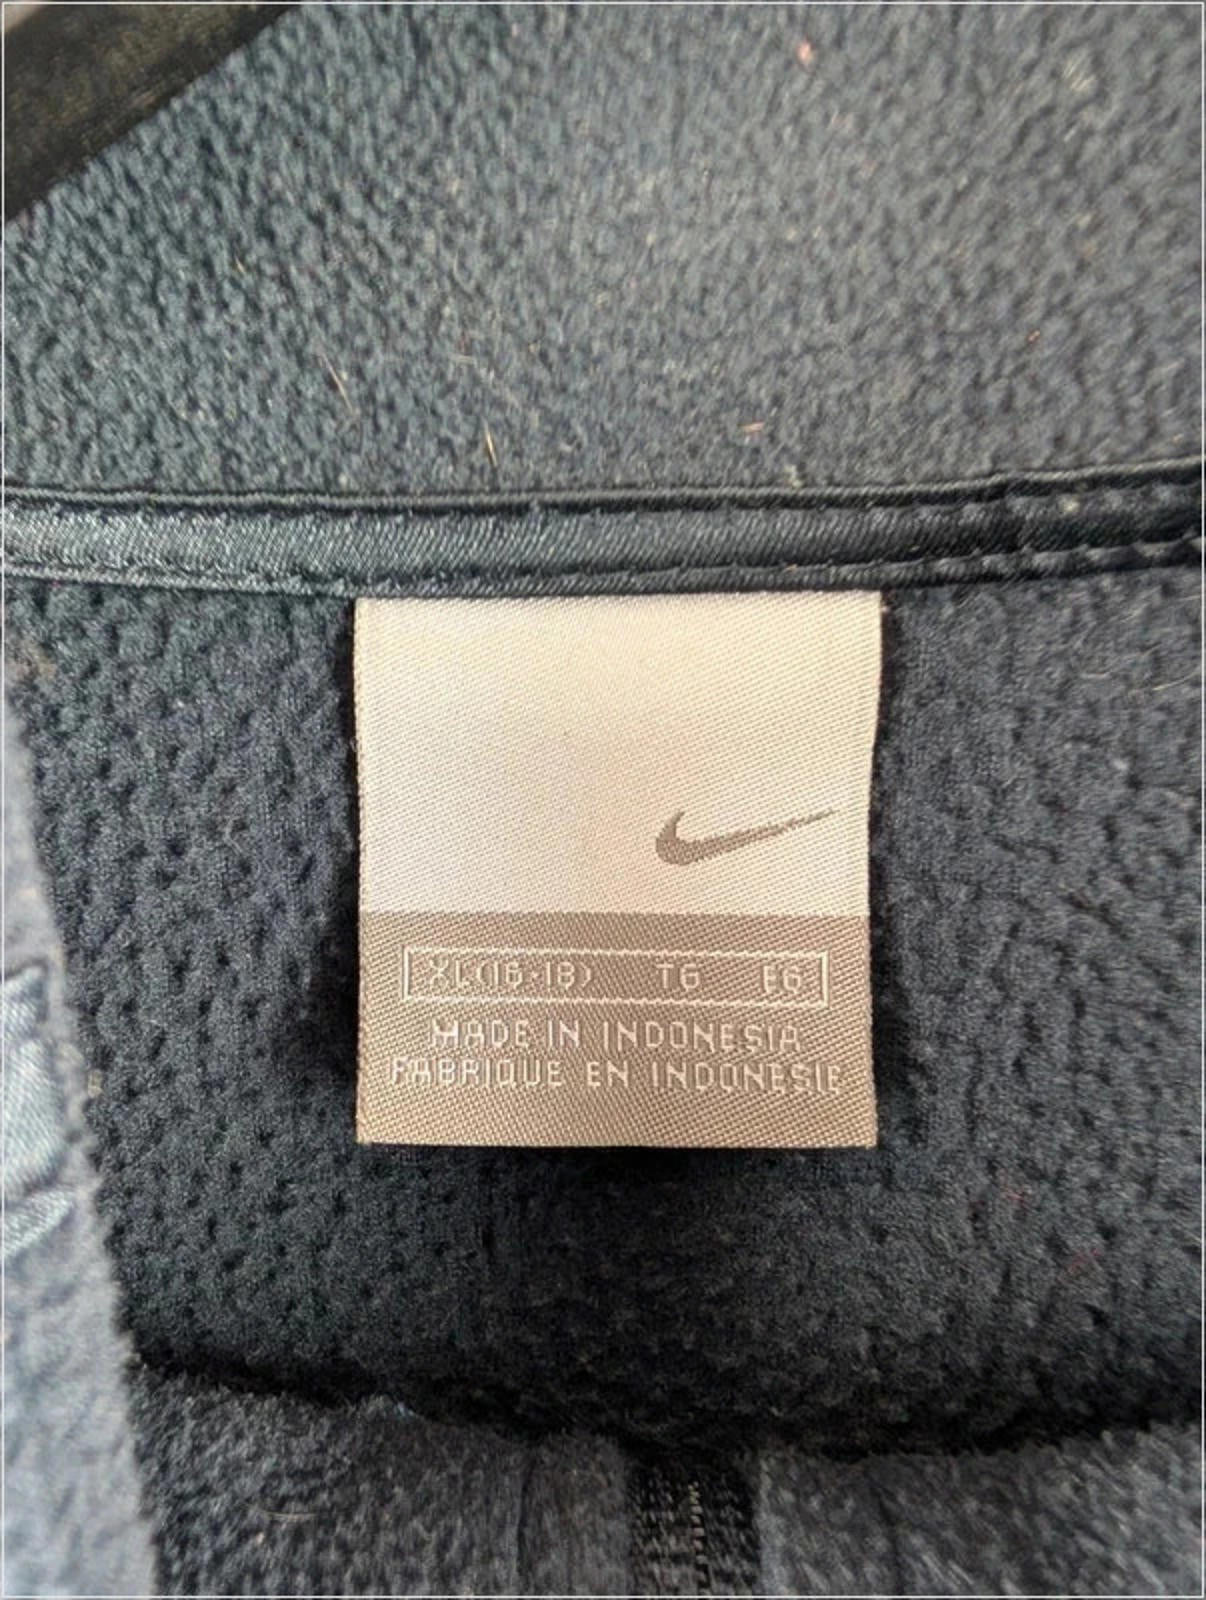 XL(16-18) TG EG
MADE IN INDONESIA
FABRIQUE EN INDONESIE